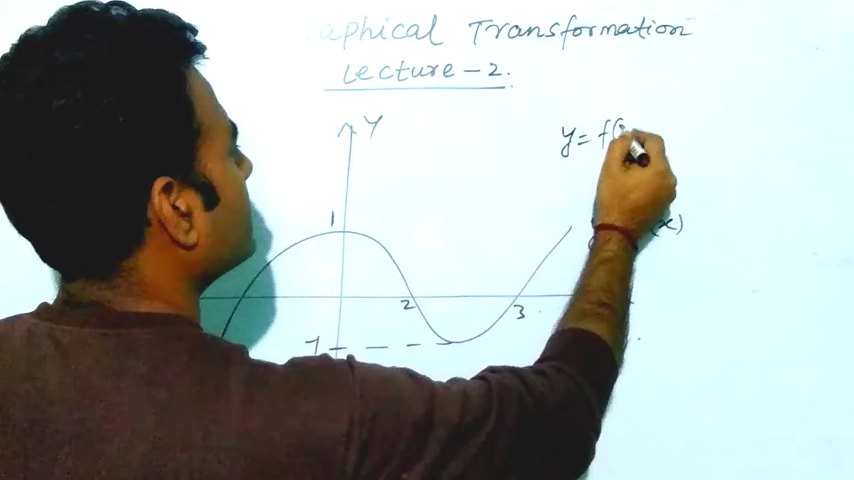 aphical Transformation
Lecture-2.
Y
y = f(
1
(x)
2
3
-1